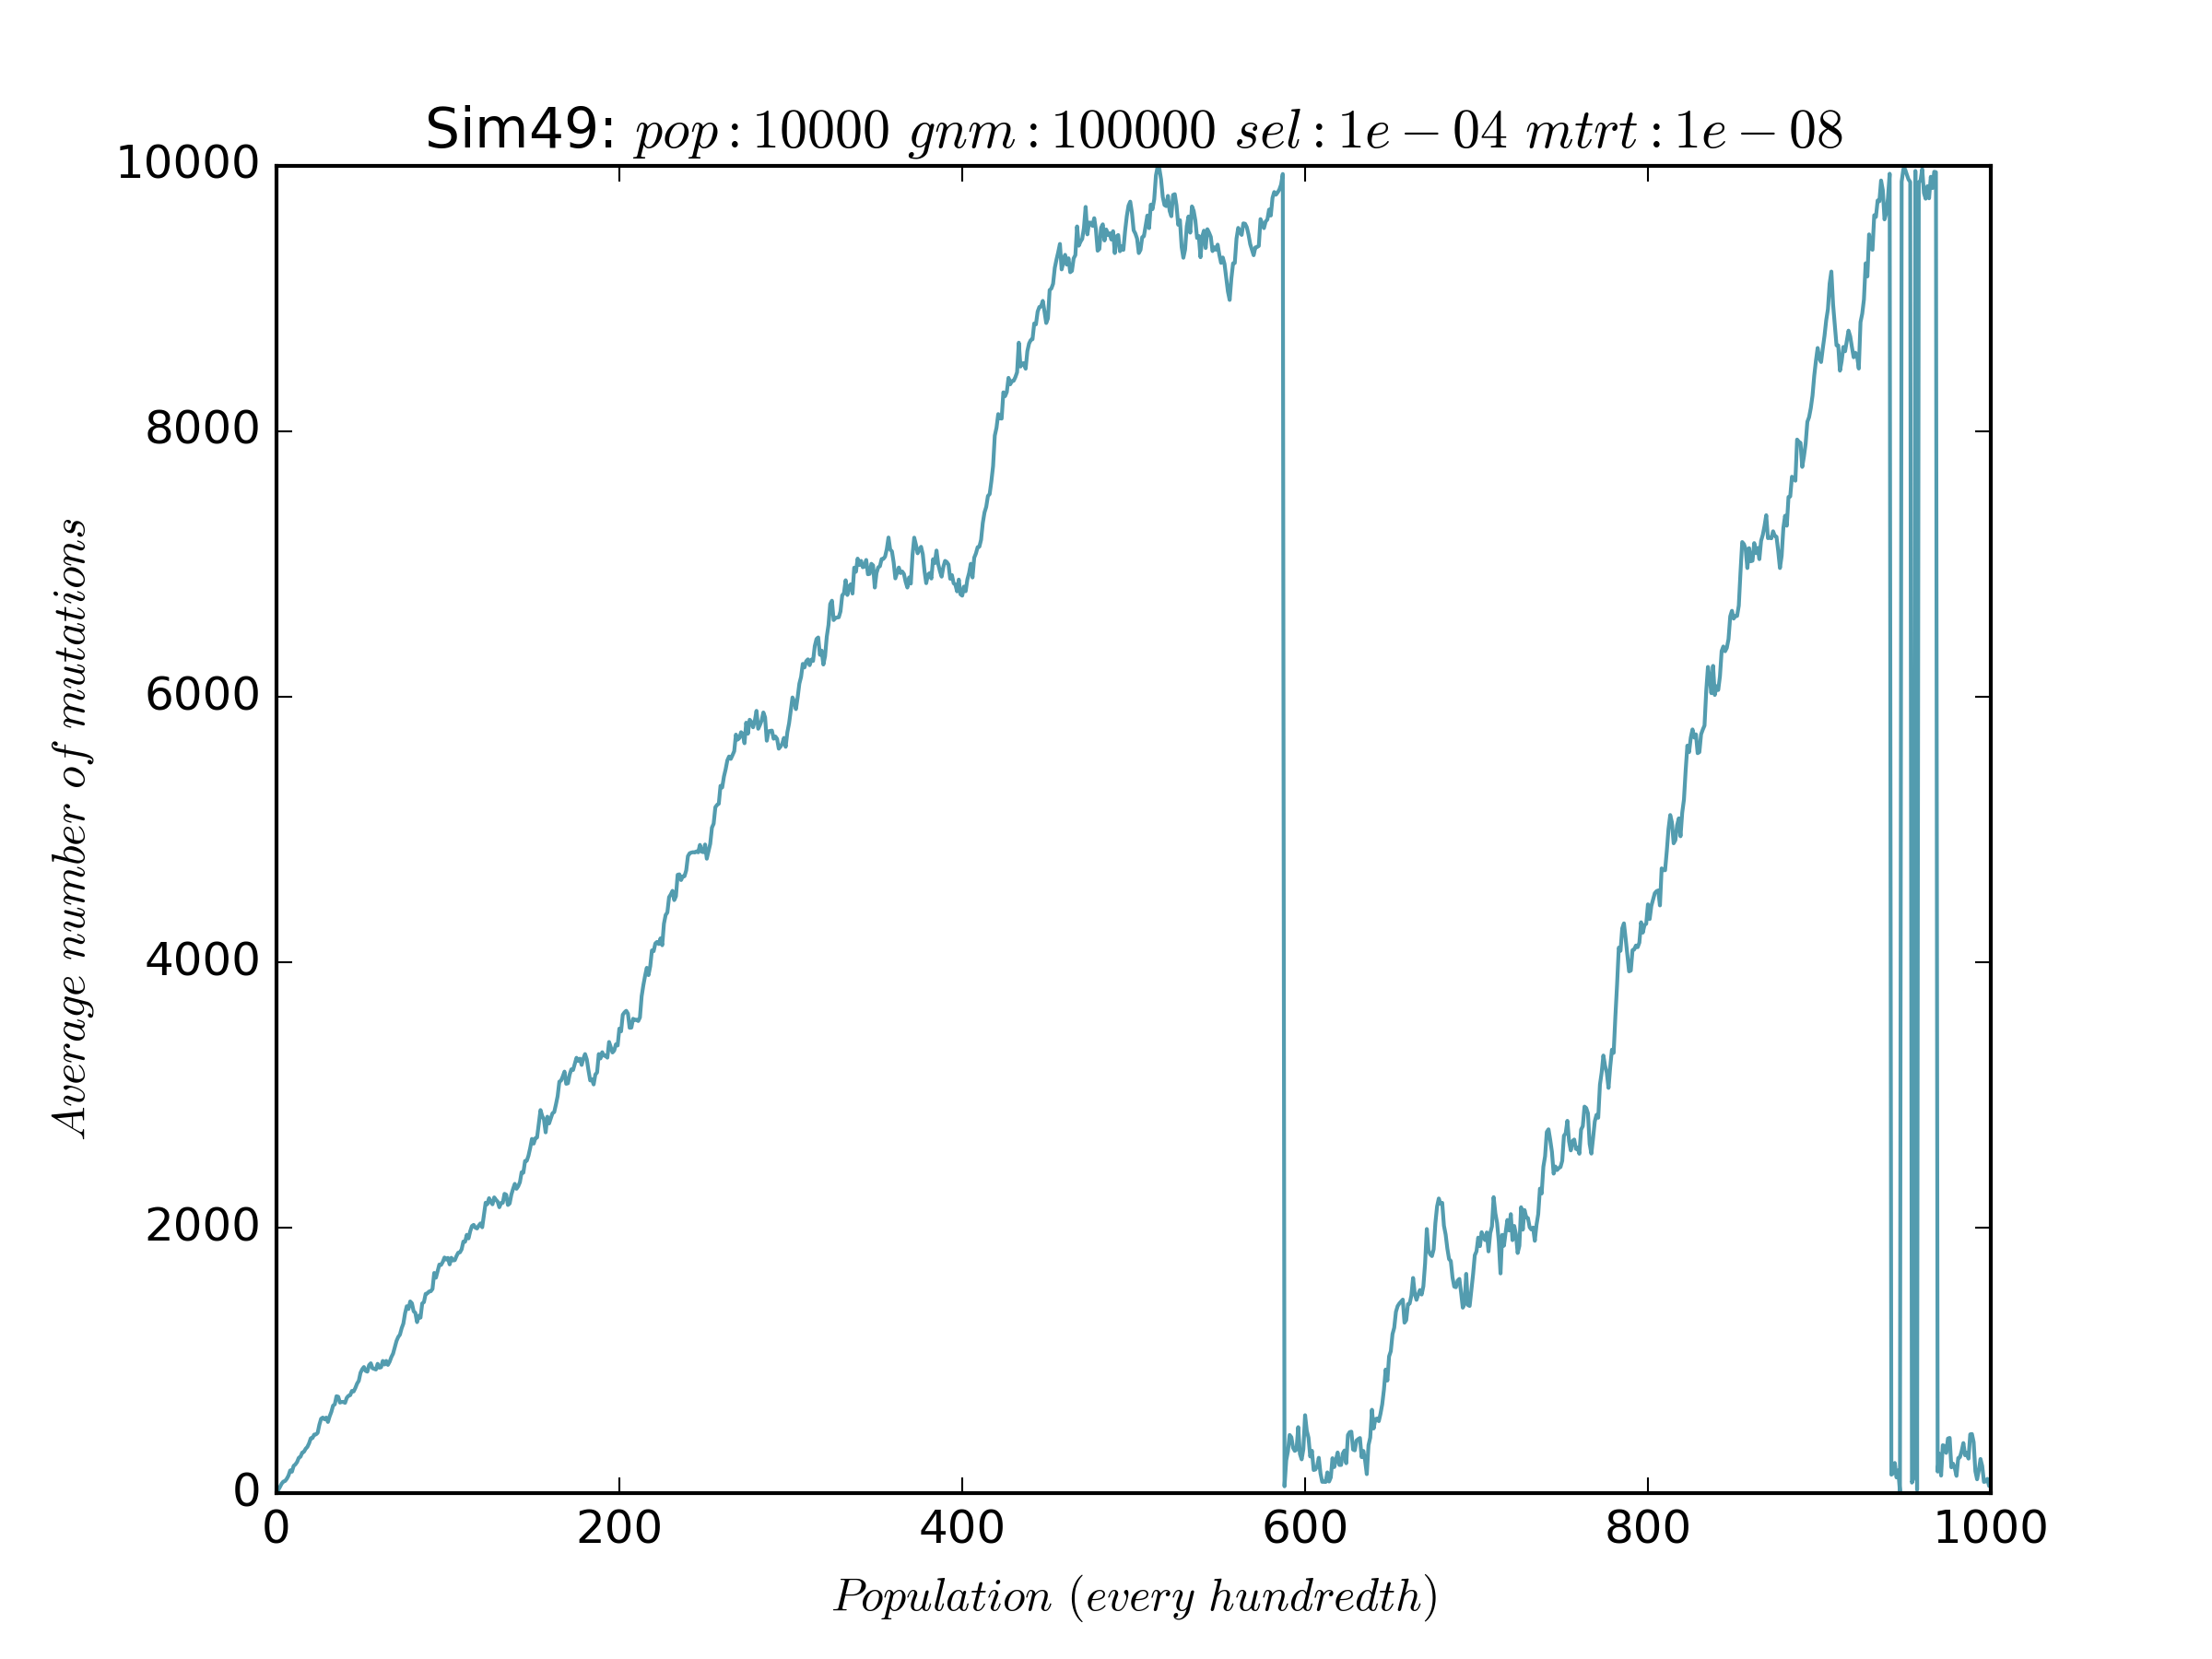 Sim49: pop : 10000 gnm : 100000 sel : 1e − 04 mtrt : 1e − 08
10000
8000
6000
4000
2000
0
Average number of mutations
0 200 400 600 800 1000
Population (every hundredth)